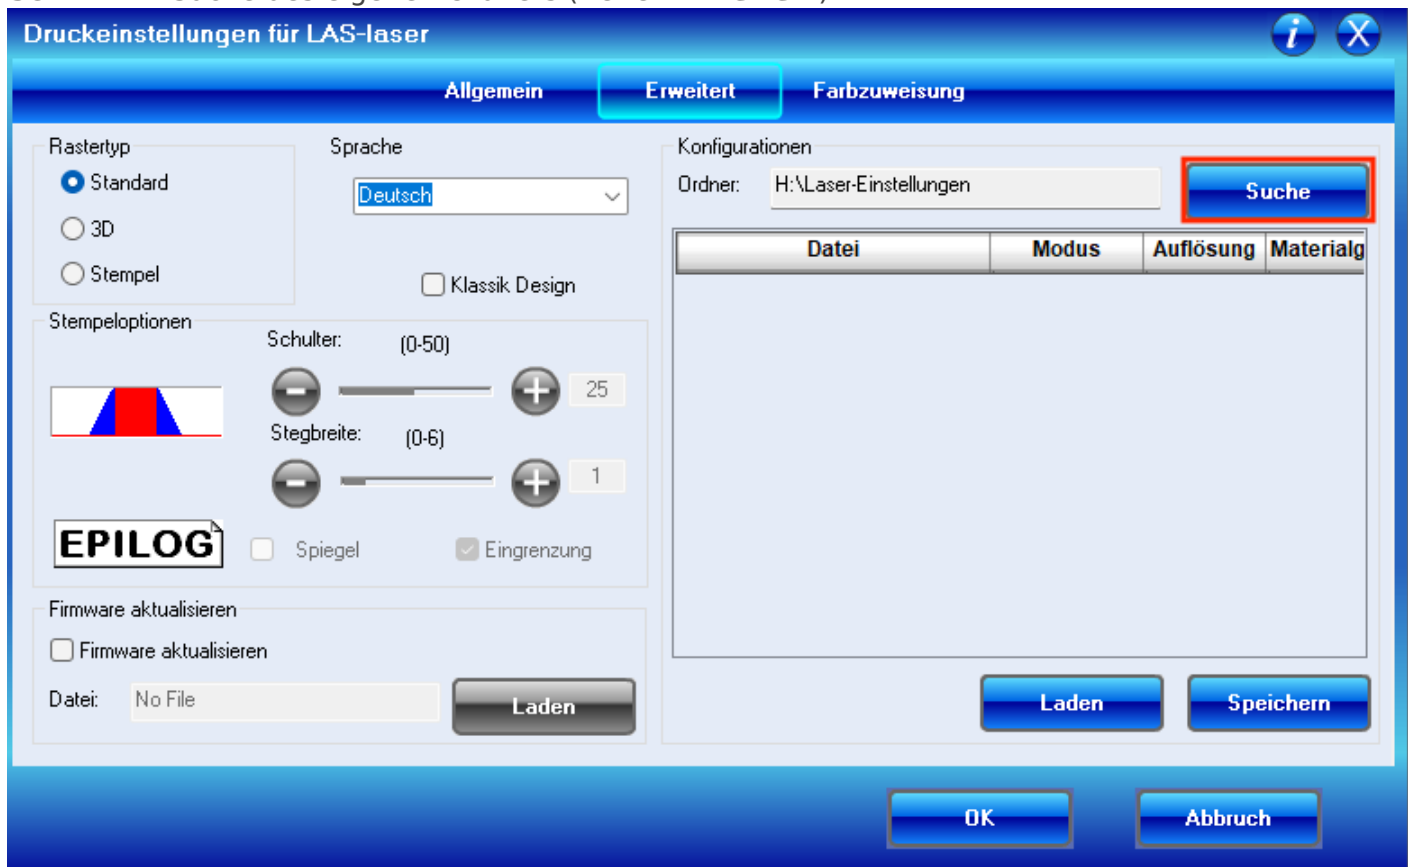 Druckeinstellungen für LAS-laser
i X
Allgemein Erweitert Farbzuweisung
Rastertyp
Standard
3D
Stempel
Sprache
Deutsch
Klassik Design
Stempeloptionen
Schulter: (0-50)
25
Stegbreite: (0-6)
1
EPILOG
Spiegel Eingrenzung
Firmware aktualisieren
Firmware aktualisieren
Datei: No File Laden
Konfigurationen
Ordner: H:\Laser-Einstellungen Suche
Datei Modus Auflösung Materialg
Laden Speichern
OK Abbruch